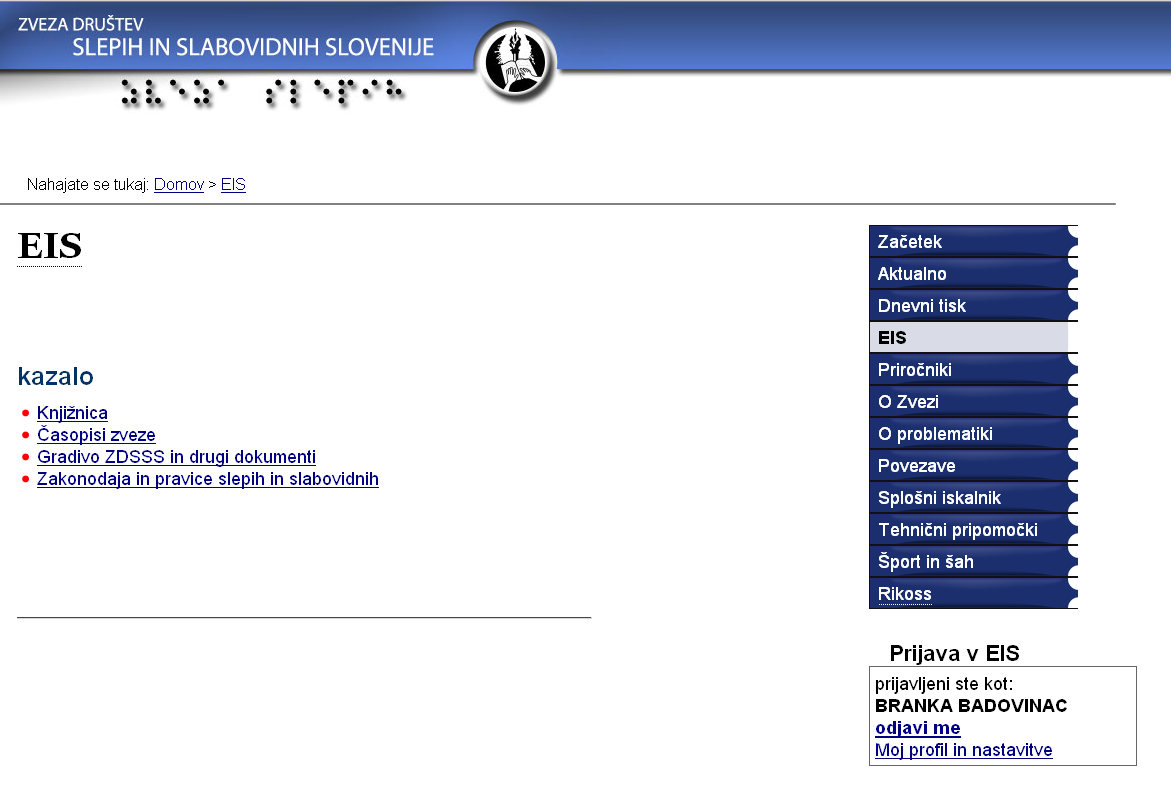 ZVEZA DRUŠTEV
SLEPIH IN SLABOVIDNIH SLOVENIJE
Nahajate se tukaj: Domov > EIS
EIS
kazalo
Knjižnica
Časopisi zveze
Gradivo ZDSSS in drugi dokumenti
Zakonodaja in pravice slepih in slabovidnih
Začetek
Aktualno
Dnevni tisk
EIS
Priročniki
O Zvezi
O problematiki
Povezave
Splošni iskalnik
Tehnični pripomočki
Šport in šah
Rikoss
Prijava v EIS
prijavljeni ste kot:
BRANKA BADOVINAC
odjavi me
Moj profil in nastavitve